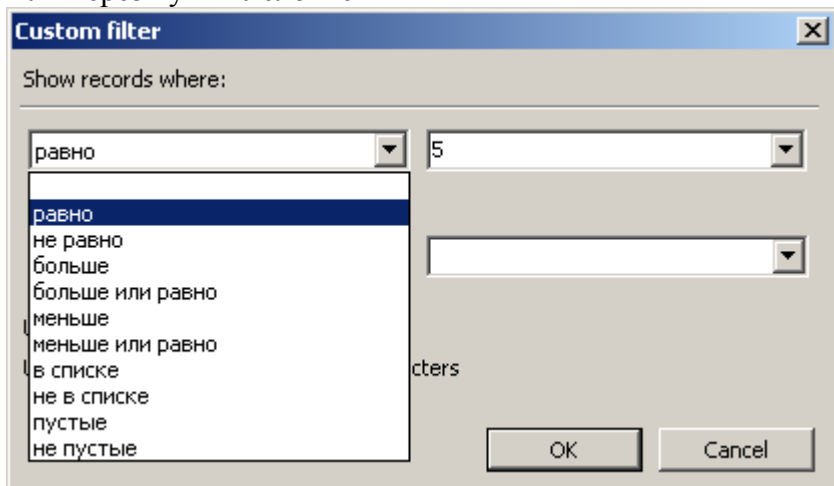 Custom filter
Show records where:
равно
5
равно
не равно
больше
больше или равно
меньше
меньше или равно
в списке
не в списке
пустые
не пустые
OK
Cancel